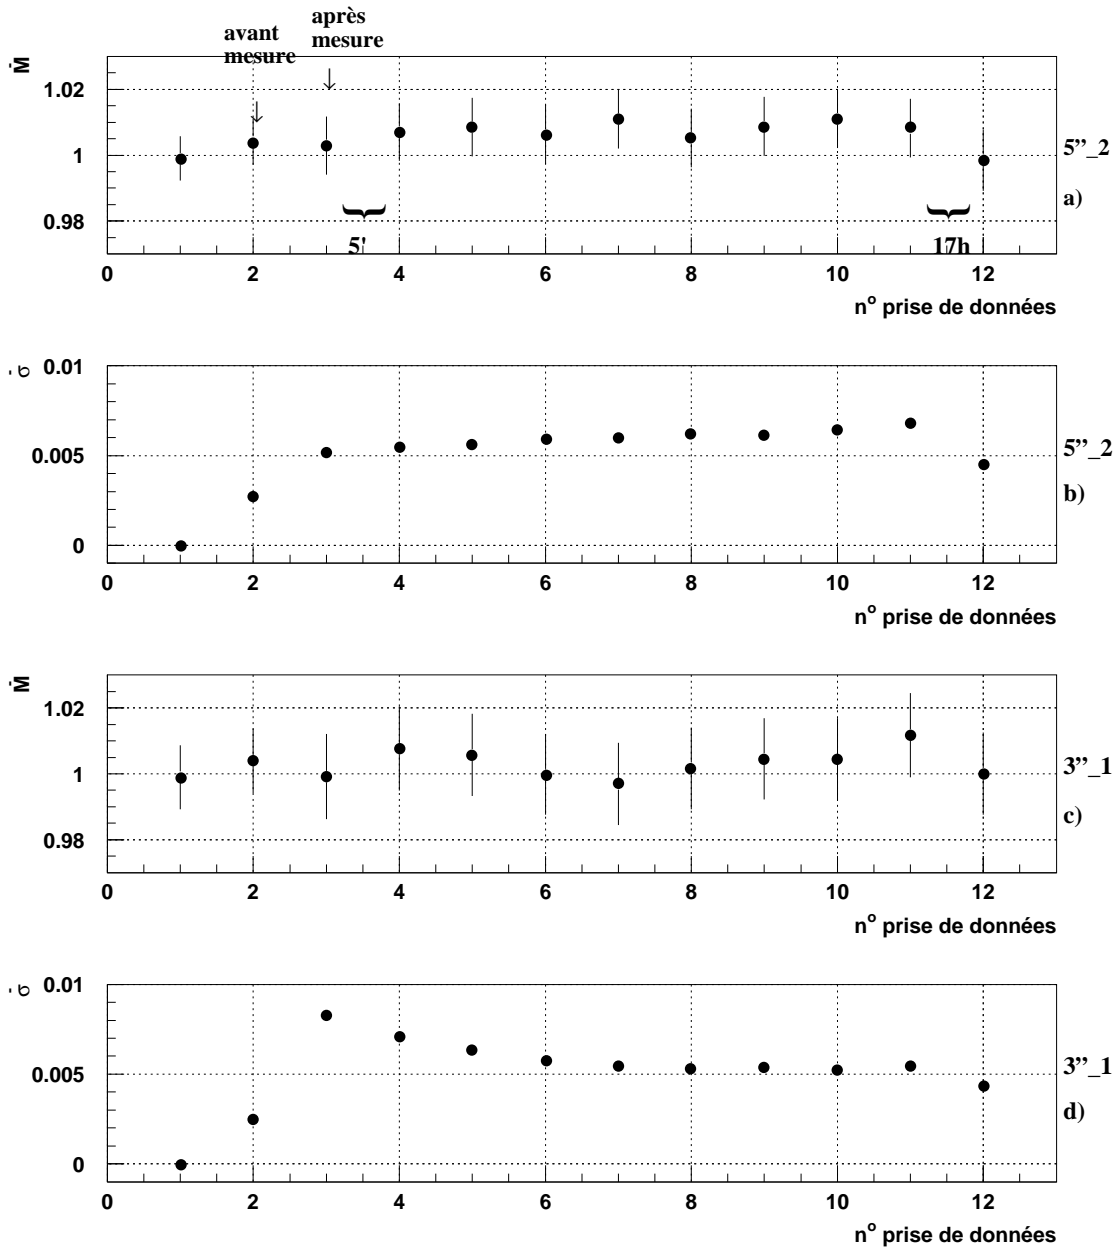 avant
mesure
après
mesure
M̄
1.02
1
0.98
5'
17h
5”_2
a)
0 2 4 6 8 10 12
n° prise de données
σ̄
0.01
0.005
0
5”_2
b)
0 2 4 6 8 10 12
n° prise de données
M̄
1.02
1
0.98
3”_1
c)
0 2 4 6 8 10 12
n° prise de données
σ̄
0.01
0.005
0
3”_1
d)
0 2 4 6 8 10 12
n° prise de données